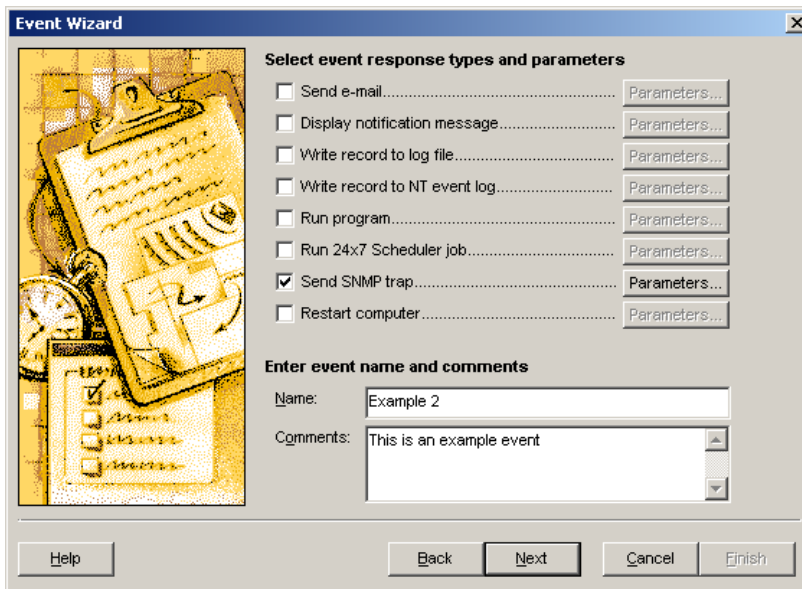 Event Wizard
Select event response types and parameters
Send e-mail.................................................... Parameters...
Display notification message.......................... Parameters...
Write record to log file.................................... Parameters...
Write record to NT event log.......................... Parameters...
Run program................................................... Parameters...
Run 24x7 Scheduler job................................. Parameters...
Send SNMP trap............................................. Parameters...
Restart computer............................................ Parameters...
Enter event name and comments
Name: Example 2
Comments: This is an example event
Help Back Next Cancel Finish